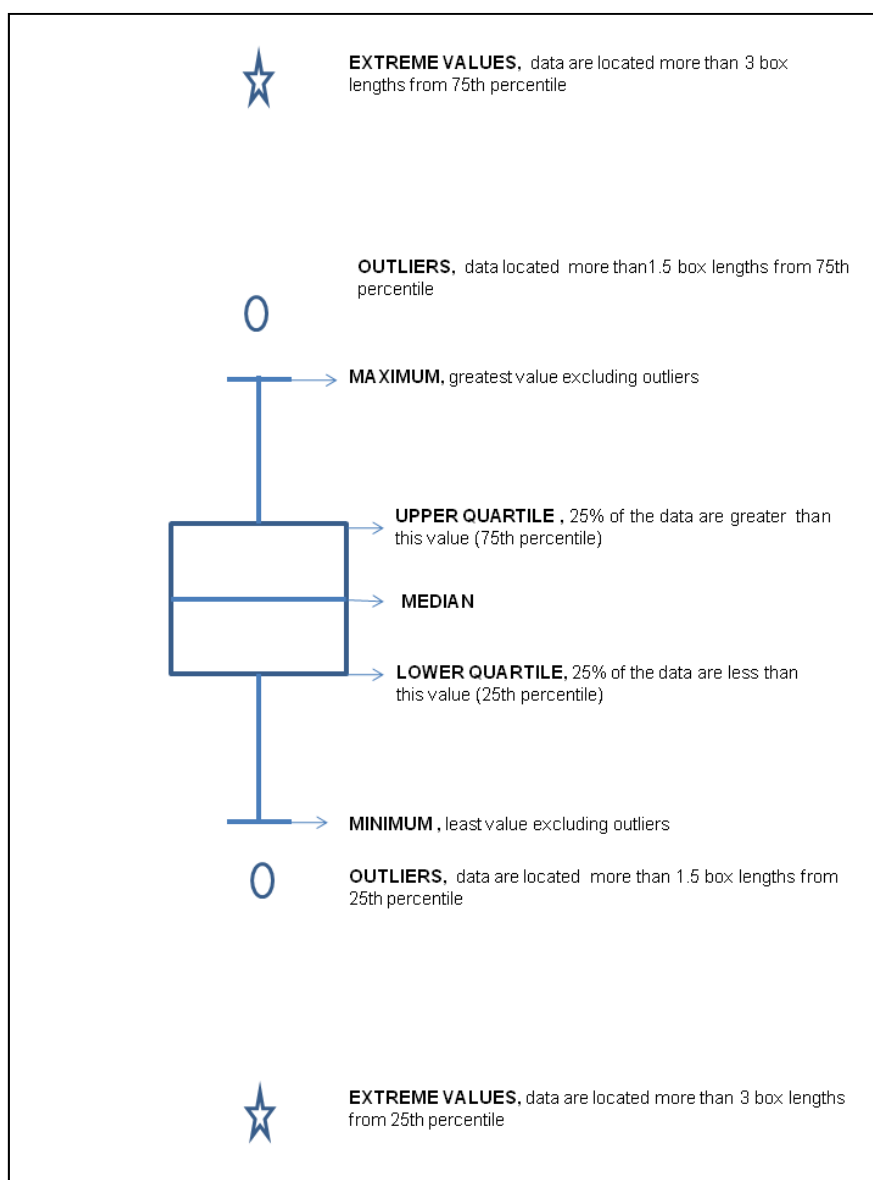 EXTREME VALUES, data are located more than 3 box
lengths from 75th percentile
OUTLIERS, data located more than1.5 box lengths from 75th
percentile
MAXIMUM, greatest value excluding outliers
UPPER QUARTILE , 25% of the data are greater than
this value (75th percentile)
MEDIAN
LOWER QUARTILE, 25% of the data are less than
this value (25th percentile)
MINIMUM , least value excluding outliers
OUTLIERS, data are located more than 1.5 box lengths from
25th percentile
EXTREME VALUES, data are located more than 3 box lengths
from 25th percentile